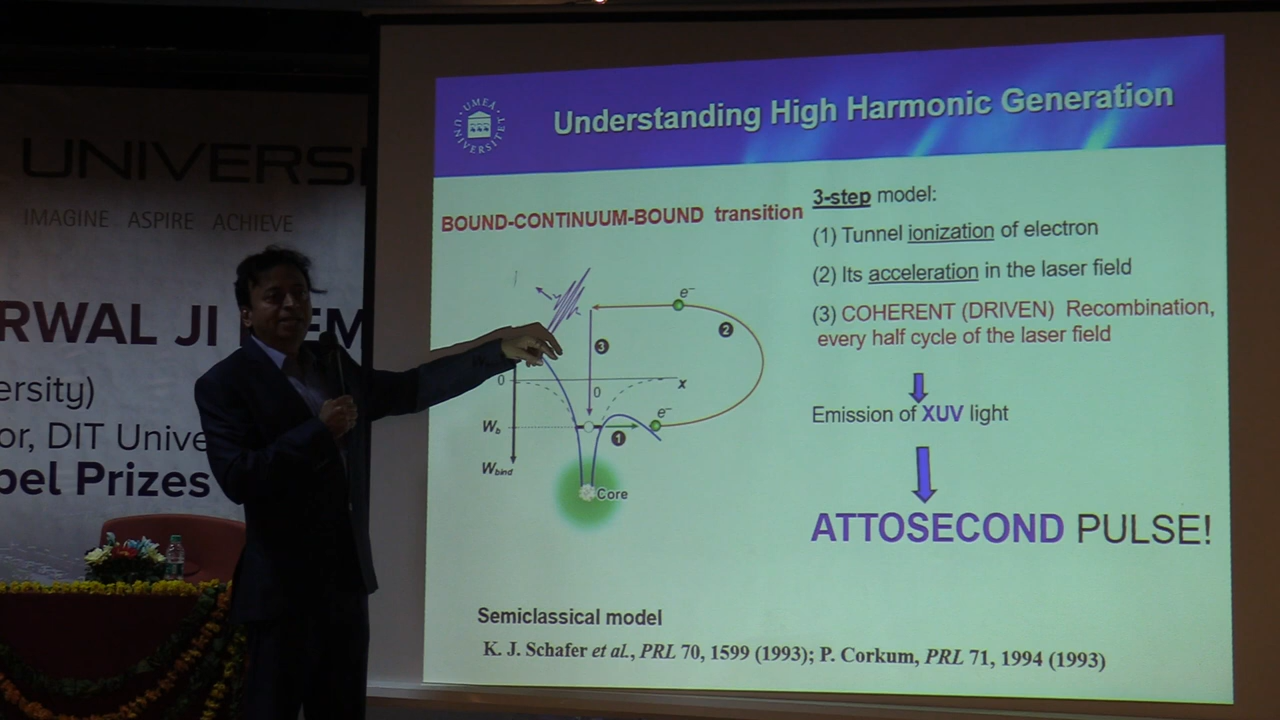 UNIVERSI
IMAGINE ASPIRE ACHIEVE
RWAL JI
EM
ersity)
or, DIT Unive
bel Prizes
UMEÅ UNIVERSITET
Understanding High Harmonic Generation
BOUND-CONTINUUM-BOUND transition
3-step model:
(1) Tunnel ionization of electron
(2) Its acceleration in the laser field
(3) COHERENT (DRIVEN) Recombination,
every half cycle of the laser field
Emission of XUV light
ATTOSECOND PULSE!
e⁻
2
3
0
x
0
Wb
e⁻
1
Wbind
Core
Semiclassical model
K. J. Schafer et al., PRL 70, 1599 (1993); P. Corkum, PRL 71, 1994 (1993)